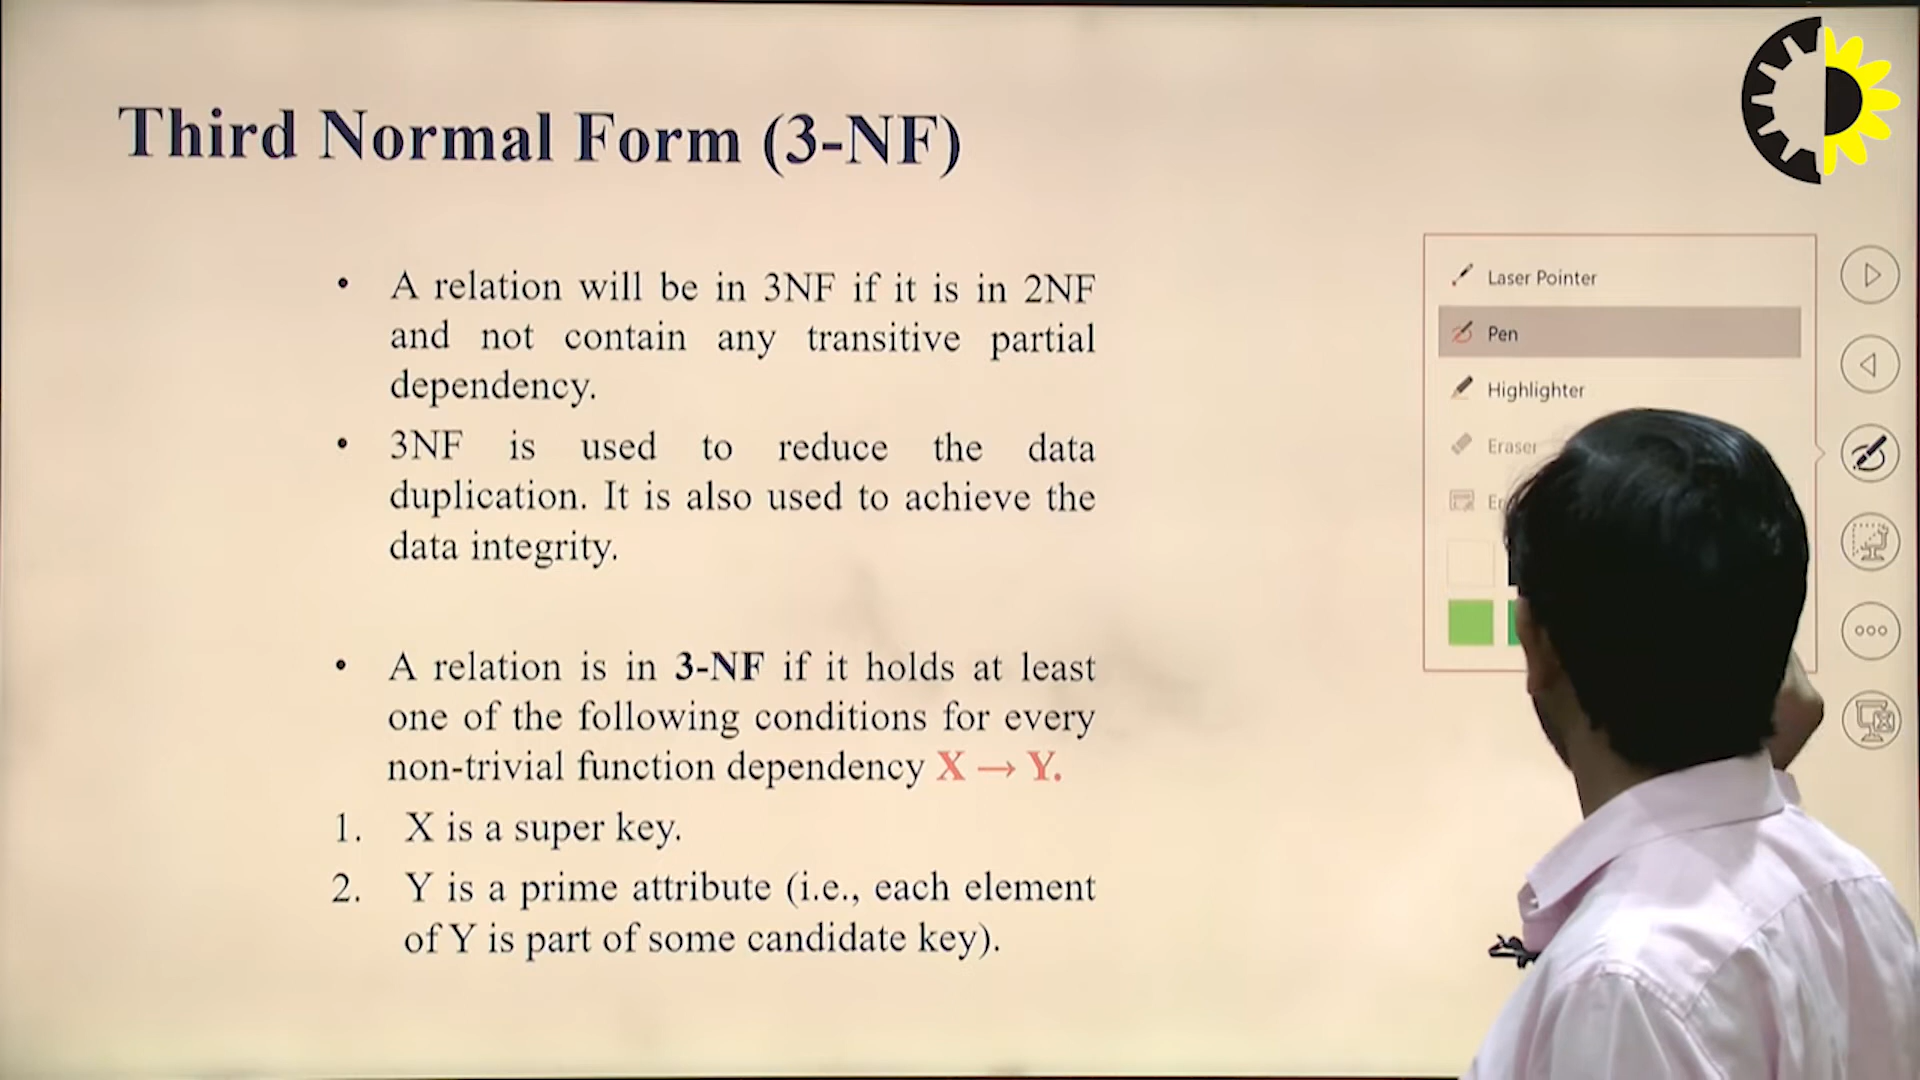 Third Normal Form (3-NF)
• A relation will be in 3NF if it is in 2NF
and not contain any transitive partial
dependency.
• 3NF is used to reduce the data
duplication. It is also used to achieve the
data integrity.
• A relation is in 3-NF if it holds at least
one of the following conditions for every
non-trivial function dependency X → Y.
1. X is a super key.
2. Y is a prime attribute (i.e., each element
of Y is part of some candidate key).
Laser Pointer
Pen
Highlighter
Eraser